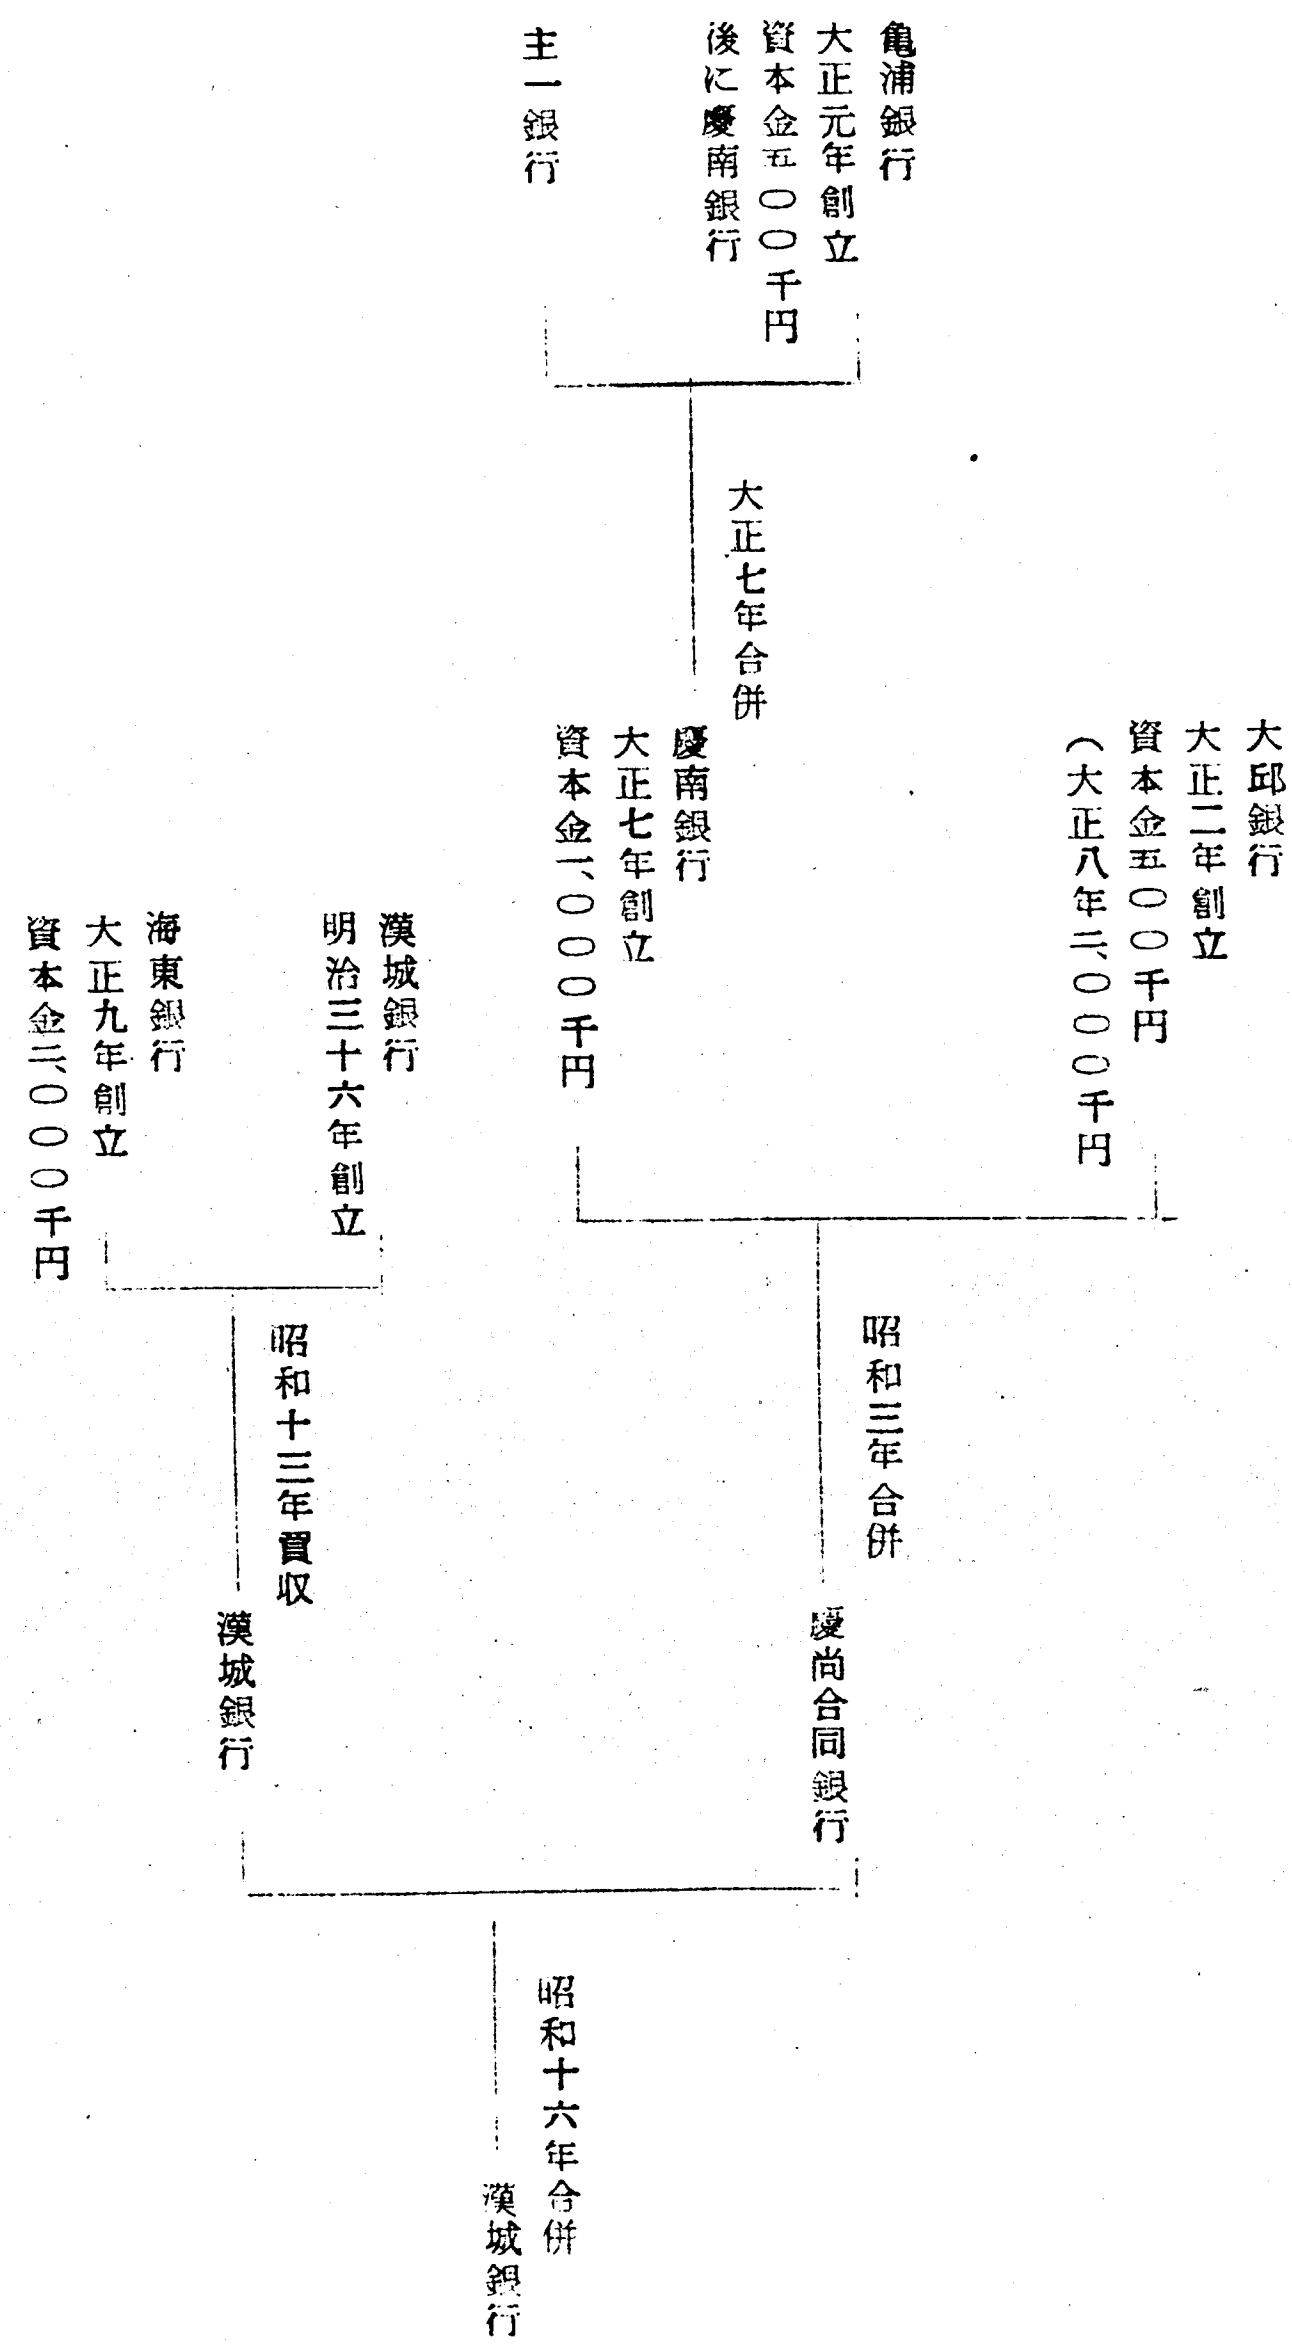 亀浦銀行
大正元年創立
資本金五〇〇千円
後に慶南銀行
主一銀行
大正七年合併
大邱銀行
大正二年創立
資本金五〇〇千円
(大正八年二、〇〇〇千円
慶南銀行
大正七年創立
資本金一、〇〇〇千円
漢城銀行
明治三十六年創立
海東銀行
大正九年創立
資本金二、〇〇〇千円
昭和三年合併
慶尚合同銀行
昭和十三年買収
漢城銀行
昭和十六年合併
漢城銀行